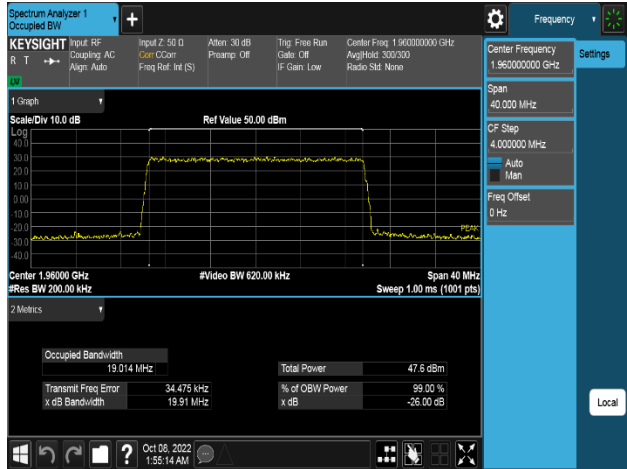 Spectrum Analyzer 1
Occupied BW
Frequency
KEYSIGHT
R T
Input: RF
Coupling: AC
Align: Auto
Input Z: 50 Ω
Corr CCorr
Freq Ref: Int (S)
Atten: 30 dB
Preamp: Off
Trig: Free Run
Gate: Off
IF Gain: Low
Center Freq: 1.960000000 GHz
Avg|Hold: 300/300
Radio Std: None
Center Frequency
1.960000000 GHz
Settings
Span
40.000 MHz
CF Step
4.000000 MHz
Auto
Man
Freq Offset
0 Hz
1 Graph
Scale/Div 10.0 dB
Ref Value 50.00 dBm
Log
40.0
30.0
20.0
10.0
0.00
-10.0
-20.0
-30.0
-40.0
PEAK
Center 1.96000 GHz
#Video BW 620.00 kHz
Span 40 MHz
#Res BW 200.00 kHz
Sweep 1.00 ms (1001 pts)
2 Metrics
Occupied Bandwidth
19.014 MHz
Total Power 47.6 dBm
Transmit Freq Error 34.475 kHz
% of OBW Power 99.00 %
x dB Bandwidth 19.91 MHz
x dB -26.00 dB
Local
?
Oct 08, 2022
1:55:14 AM